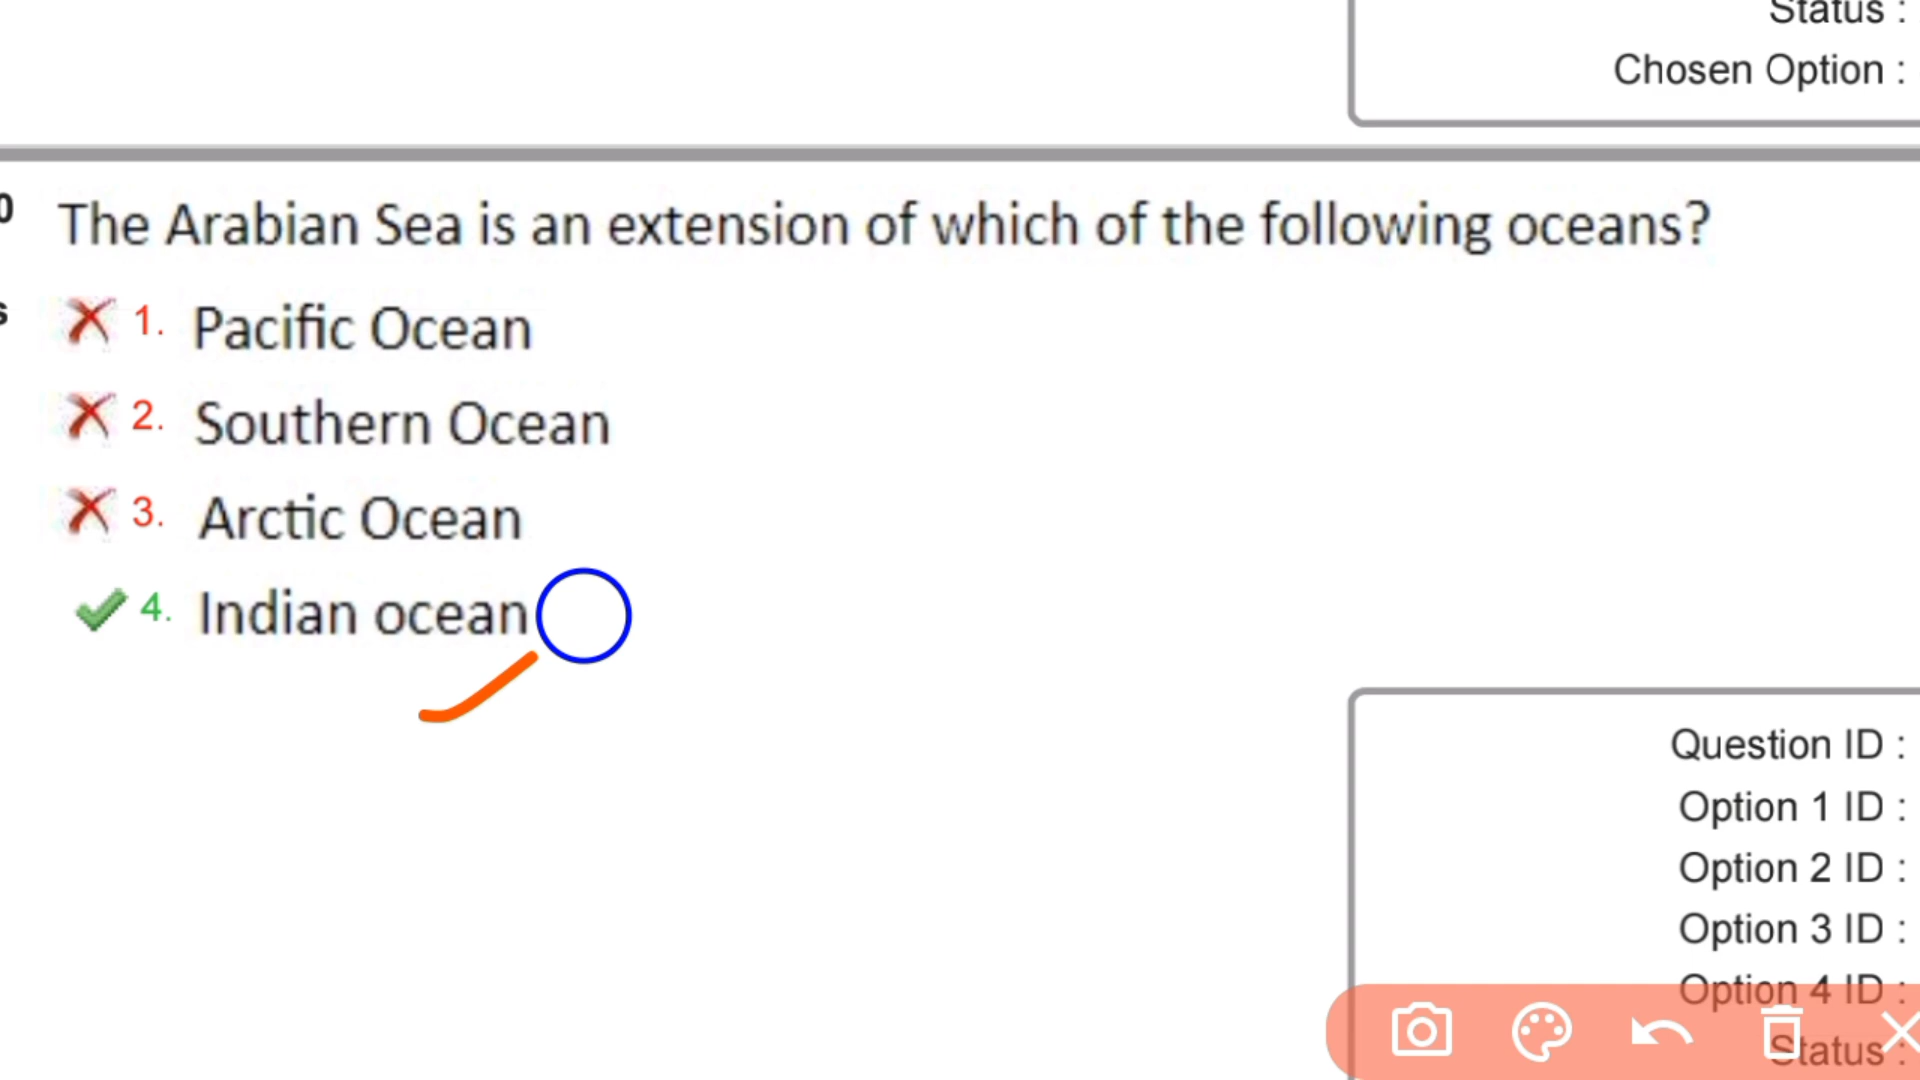 Status :
Chosen Option :
0 The Arabian Sea is an extension of which of the following oceans?
s 1. Pacific Ocean
2. Southern Ocean
3. Arctic Ocean
4. Indian ocean
Question ID :
Option 1 ID :
Option 2 ID :
Option 3 ID :
Option 4 ID :
Status :